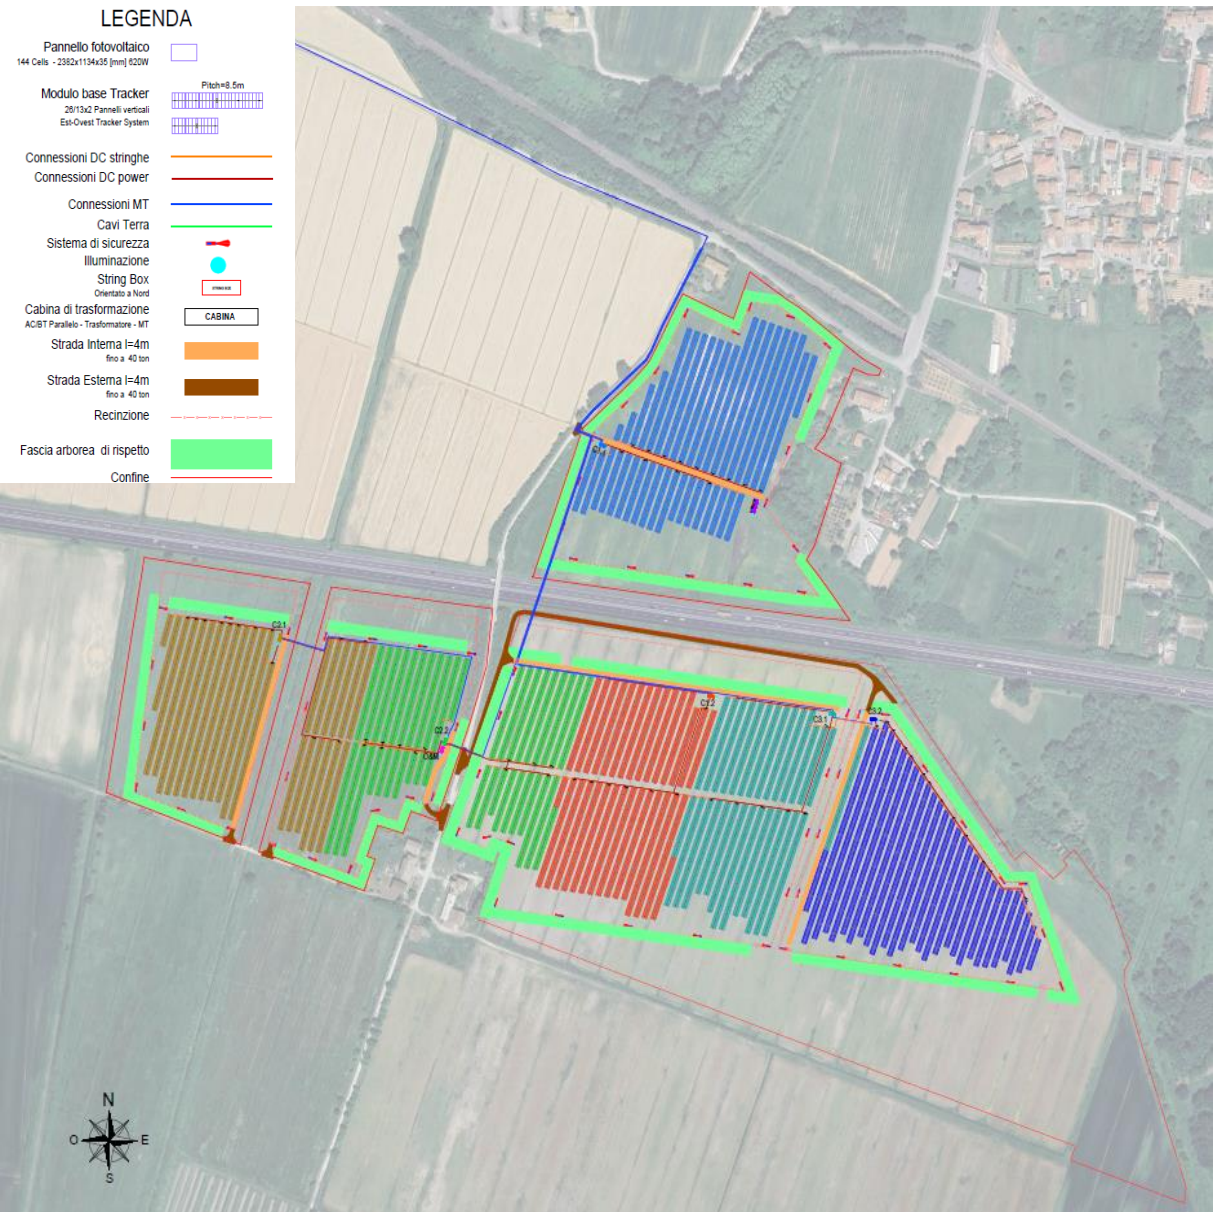 LEGENDA
Pannello fotovoltaico
144 Cells - 2382x1134x35 [mm] 620W
Pitch=8.5m
Modulo base Tracker
26/13x2 Pannelli verticali
Est-Ovest Tracker System
Connessioni DC stringhe
Connessioni DC power
Connessioni MT
Cavi Terra
Sistema di sicurezza
Illuminazione
String Box
Orientato a Nord
Cabina di trasformazione
AC/BT Parallelo - Trasformatore - MT
CABINA
Strada Interna l=4m
fino a 40 ton
Strada Esterna l=4m
fino a 40 ton
Recinzione
Fascia arborea di rispetto
Confine
C2.1
C2.2
C1.2
C3.1
C3.2
N
O
E
S